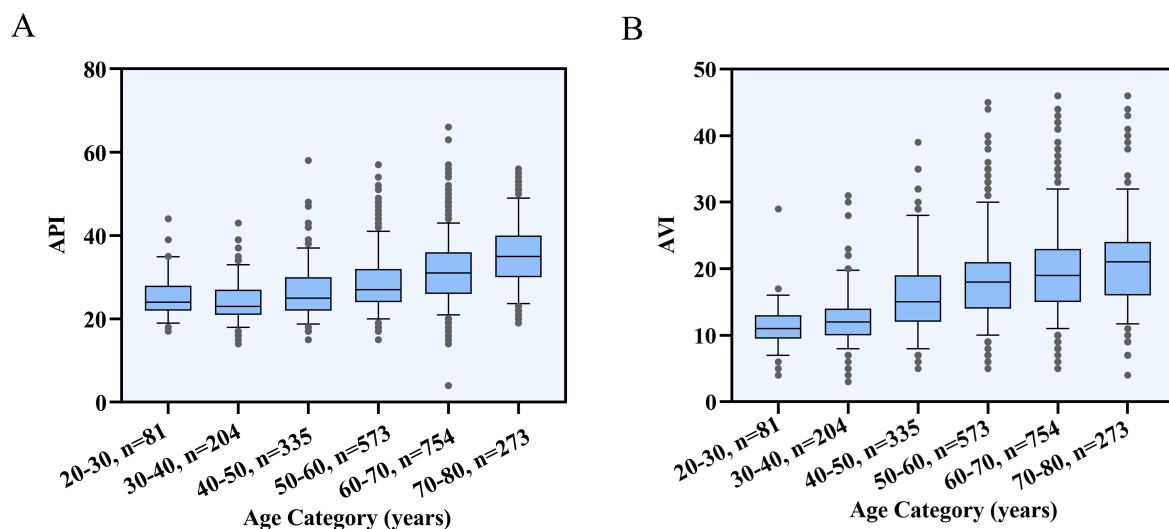 A
80
60
40
20
0
API
20-30, n=81
30-40, n=204
40-50, n=335
50-60, n=573
60-70, n=754
70-80, n=273
Age Category (years)
B
50
40
30
20
10
0
AVI
20-30, n=81
30-40, n=204
40-50, n=335
50-60, n=573
60-70, n=754
70-80, n=273
Age Category (years)